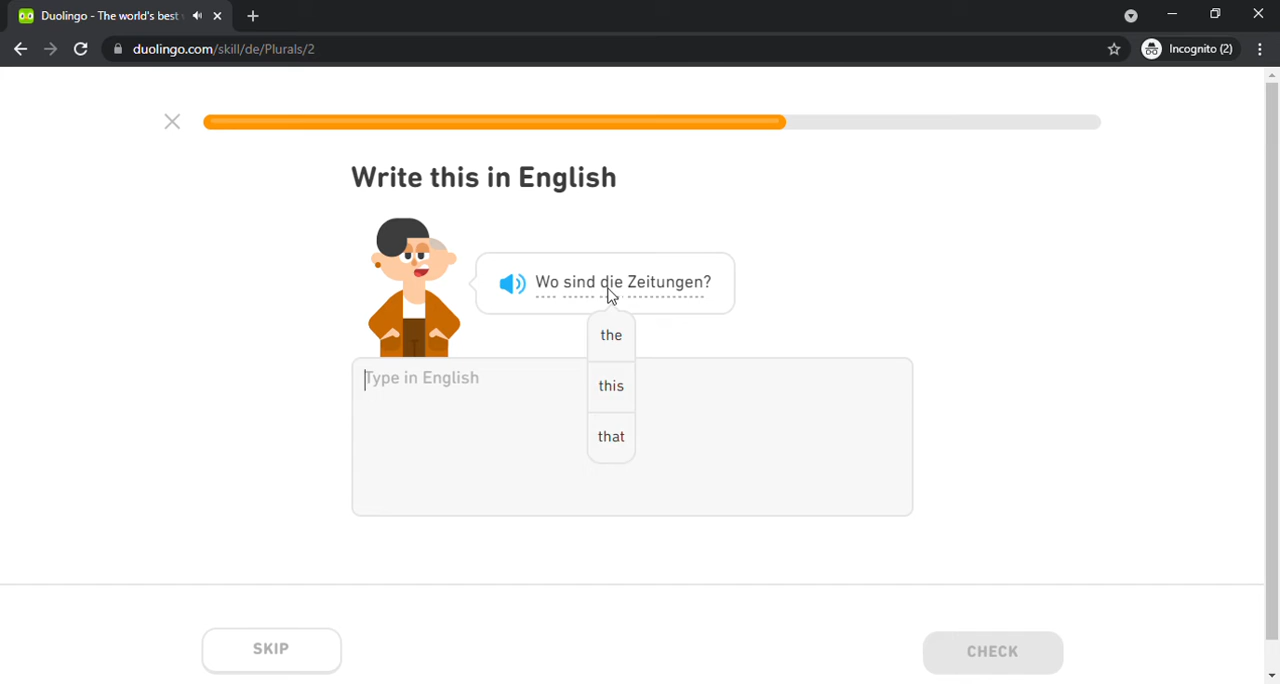 Duolingo - The world's best
duolingo.com/skill/de/Plurals/2
Incognito (2)
Write this in English
Wo sind die Zeitungen?
the
this
that
Type in English
SKIP
CHECK